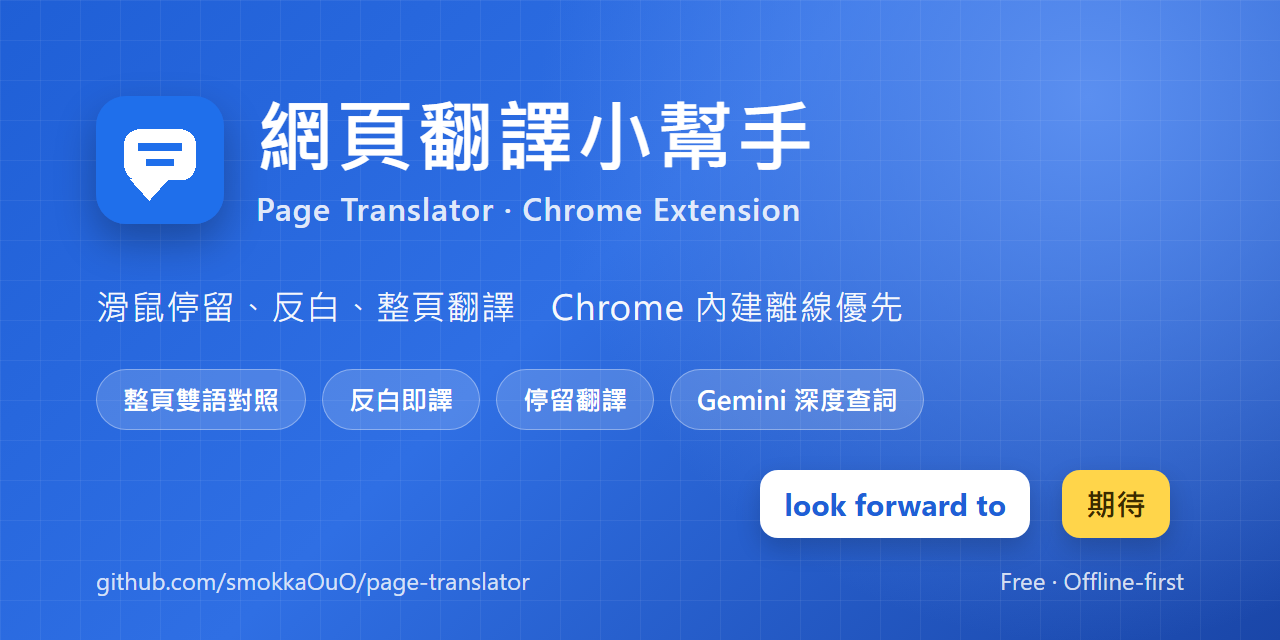 網頁翻譯小幫手
Page Translator · Chrome Extension
滑鼠停留、反白、整頁翻譯　Chrome 內建離線優先
整頁雙語對照
反白即譯
停留翻譯
Gemini 深度查詞
look forward to
期待
github.com/smokkaOuO/page-translator
Free · Offline-first